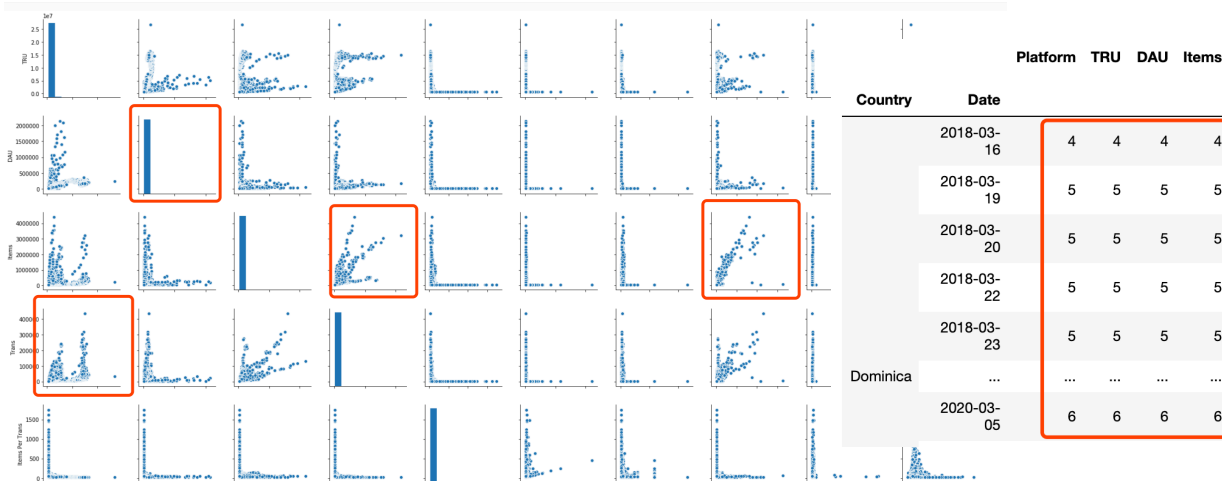 1e7
TRU
2.5
2.0
1.5
1.0
0.5
0.0
DAU
2000000
1500000
1000000
500000
0
Items
4000000
3000000
2000000
1000000
0
Trans
400000
300000
200000
100000
0
Items Per Trans
1500
1000
500
0
Platform TRU DAU Items
Country Date
2018-03-
16 4 4 4 4
2018-03-
19 5 5 5 5
2018-03-
20 5 5 5 5
2018-03-
22 5 5 5 5
2018-03-
23 5 5 5 5
Dominica ... ... ... ... ...
2020-03-
05 6 6 6 6